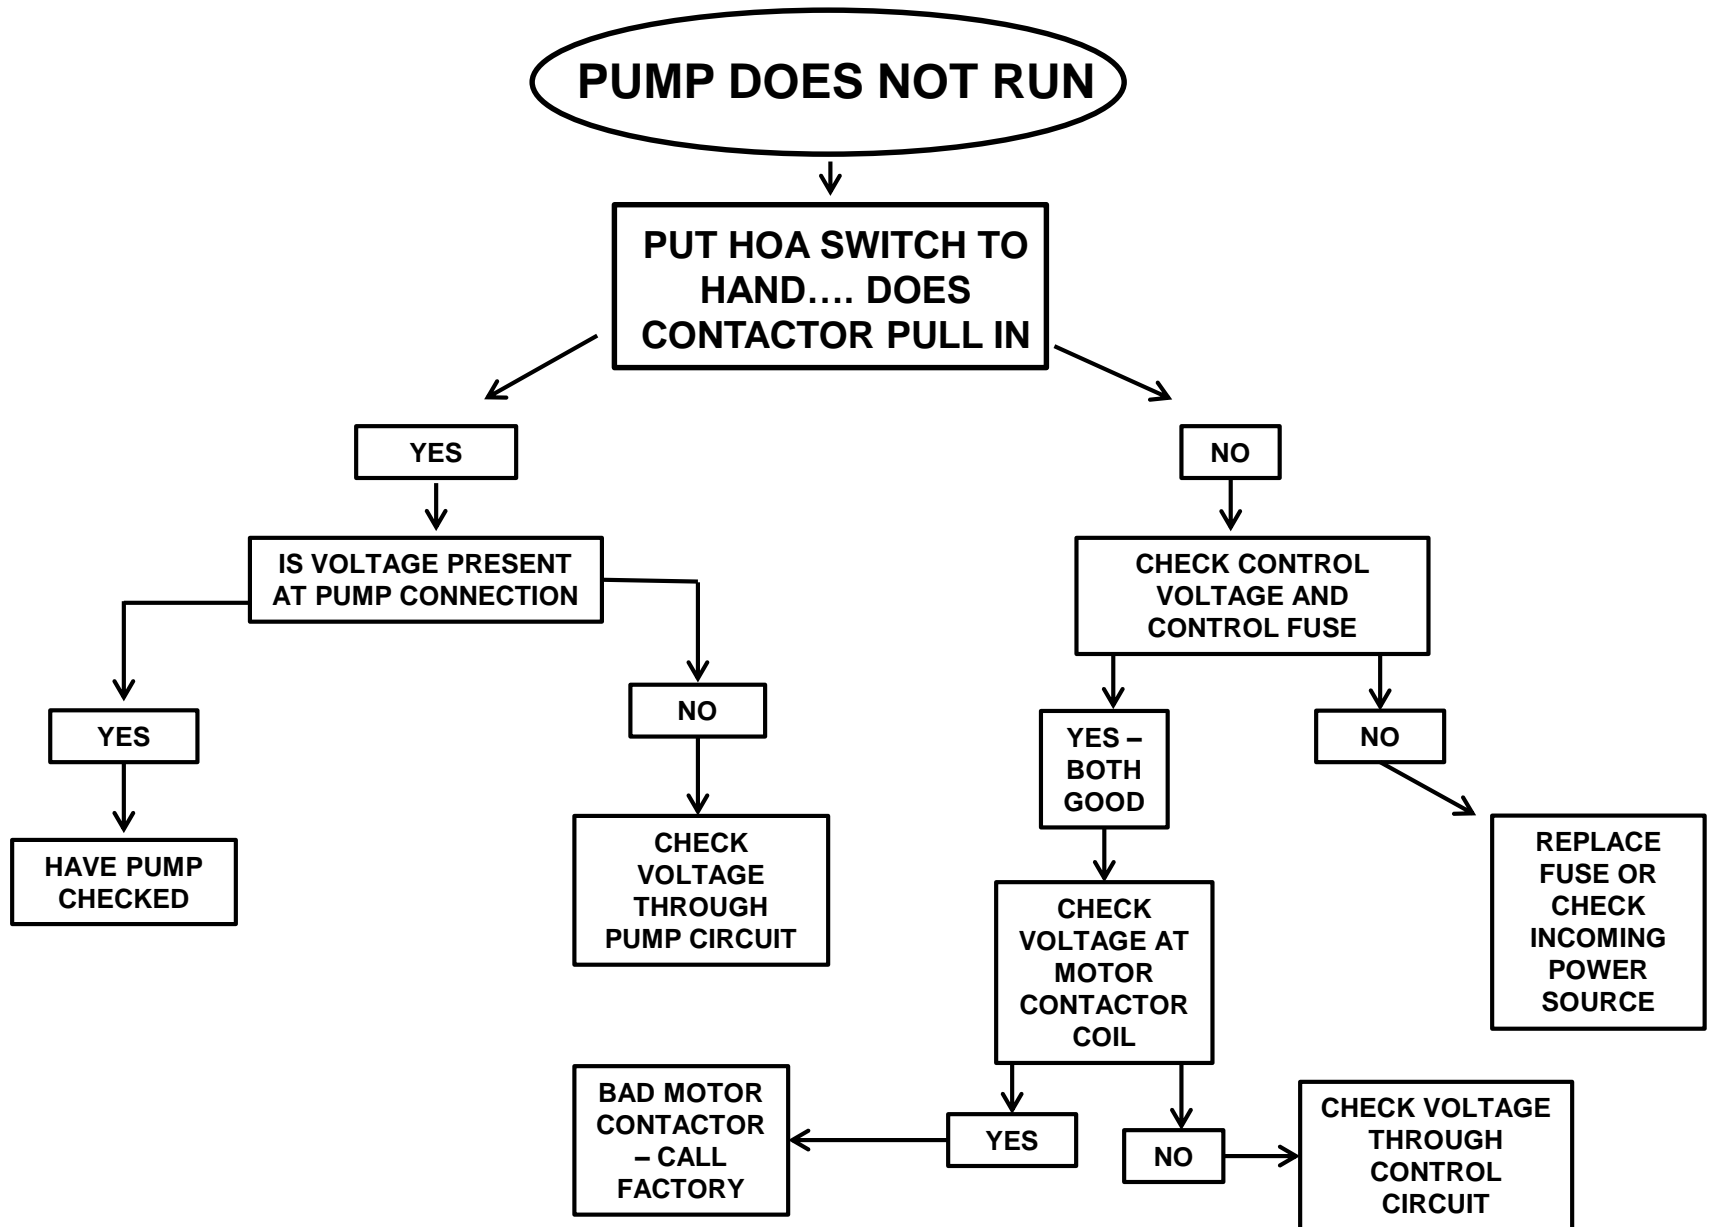 PUMP DOES NOT RUN
PUT HOA SWITCH TO
HAND…. DOES
CONTACTOR PULL IN
YES
NO
IS VOLTAGE PRESENT
AT PUMP CONNECTION
CHECK CONTROL
VOLTAGE AND
CONTROL FUSE
YES
NO
YES –
BOTH
GOOD
NO
HAVE PUMP
CHECKED
CHECK
VOLTAGE
THROUGH
PUMP CIRCUIT
CHECK
VOLTAGE AT
MOTOR
CONTACTOR
COIL
REPLACE
FUSE OR
CHECK
INCOMING
POWER
SOURCE
BAD MOTOR
CONTACTOR
– CALL
FACTORY
YES
NO
CHECK VOLTAGE
THROUGH
CONTROL
CIRCUIT